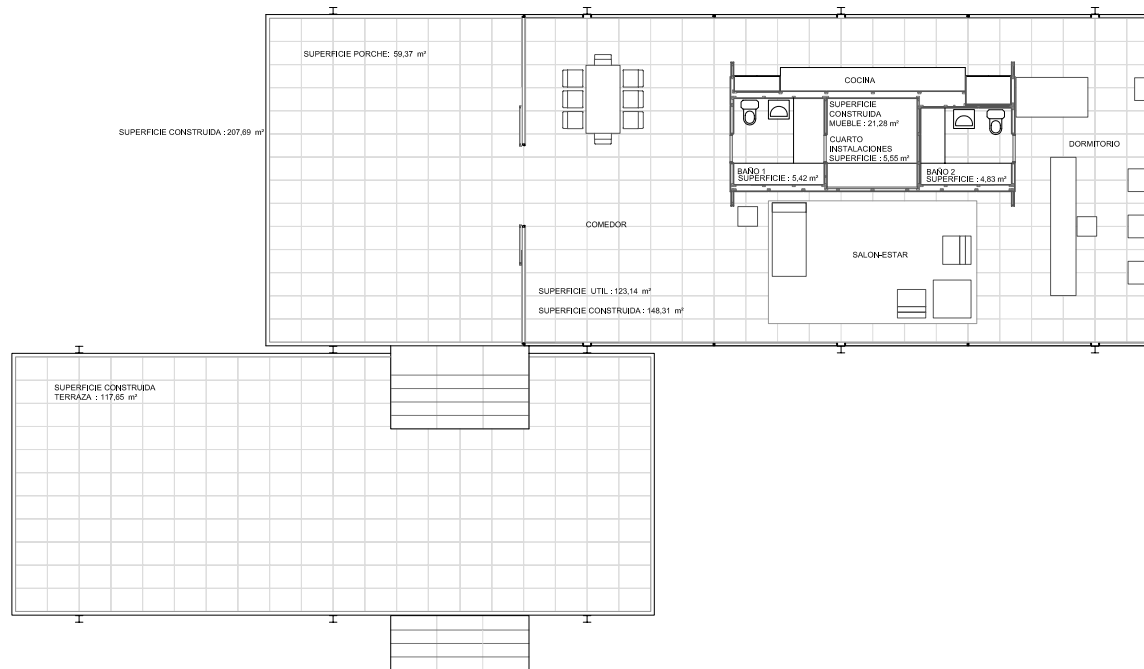 SUPERFICIE PORCHE: 59,37 m²
COCINA
SUPERFICIE
CONSTRUIDA
MUEBLE : 21,28 m²
SUPERFICIE CONSTRUIDA : 207,69 m²
CUARTO
INSTALACIONES
SUPERFICIE : 5,55 m²
DORMITORIO
BAÑO 1
SUPERFICIE : 5,42 m²
BAÑO 2
SUPERFICIE : 4,83 m²
COMEDOR
SALON-ESTAR
SUPERFICIE UTIL : 123,14 m²
SUPERFICIE CONSTRUIDA : 148,31 m²
SUPERFICIE CONSTRUIDA
TERRAZA : 117,65 m²